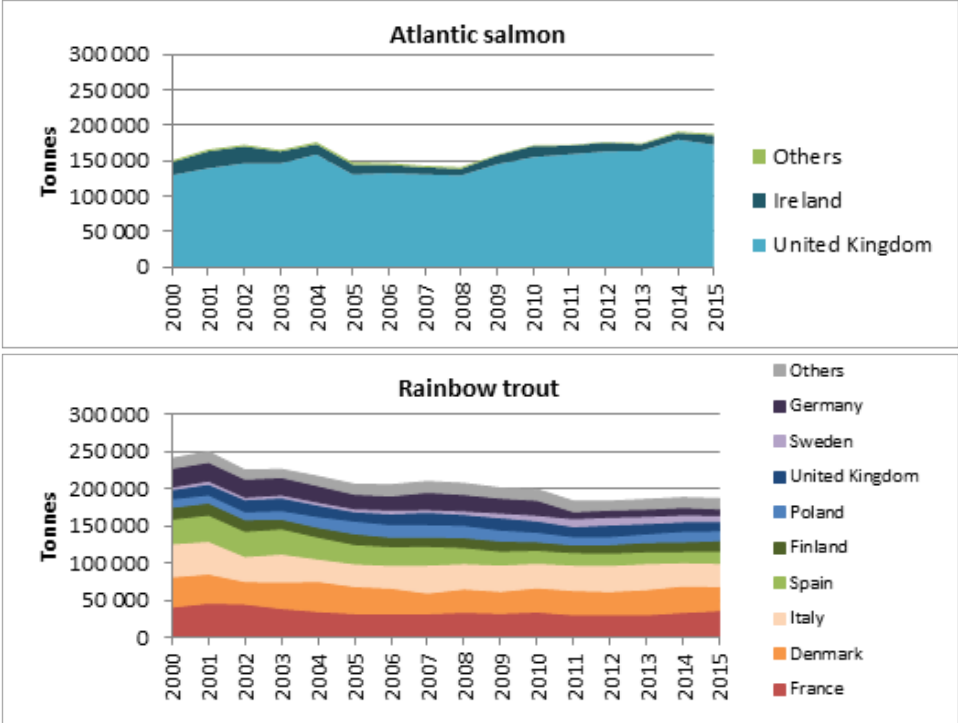 Atlantic salmon
Tonnes
300 000
250 000
200 000
150 000
100 000
50 000
0
2000
2001
2002
2003
2004
2005
2006
2007
2008
2009
2010
2011
2012
2013
2014
2015
Others
Ireland
United Kingdom
Rainbow trout
Tonnes
300 000
250 000
200 000
150 000
100 000
50 000
0
2000
2001
2002
2003
2004
2005
2006
2007
2008
2009
2010
2011
2012
2013
2014
2015
Others
Germany
Sweden
United Kingdom
Poland
Finland
Spain
Italy
Denmark
France